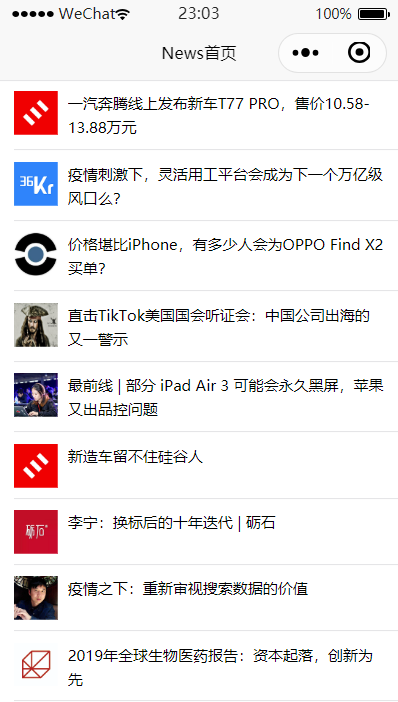 WeChat 23:03 100%
News首页
一汽奔腾线上发布新车T77 PRO，售价10.58-
13.88万元
36Kr
疫情刺激下，灵活用工平台会成为下一个万亿级
风口么？
价格堪比iPhone，有多少人会为OPPO Find X2
买单？
直击TikTok美国国会听证会：中国公司出海的
又一警示
最前线 | 部分 iPad Air 3 可能会永久黑屏，苹果
又出品控问题
新造车留不住硅谷人
砺石
李宁：换标后的十年迭代 | 砺石
疫情之下：重新审视搜索数据的价值
2019年全球生物医药报告：资本起落，创新为
先